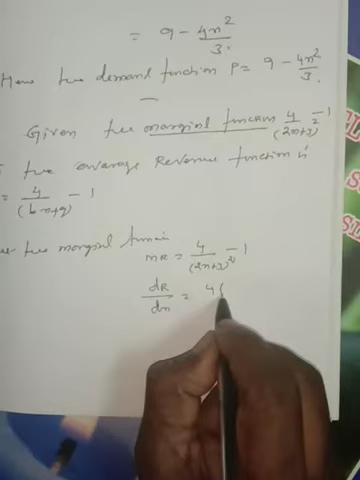 = 9 - 4x²/3.
the demand function P = 9 - 4x²/3.
Given the marginal function 4/(2x+3)² - 1
the average Revenue function is
= 4/(6x+9) - 1
the marginal
MR = 4/(2x+3)² - 1
dR/dx = 4(